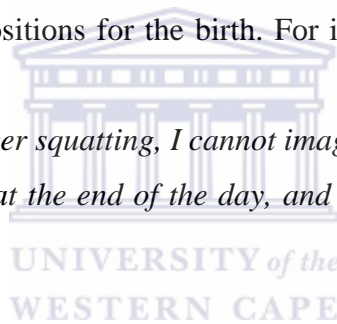 ositions for the birth. For i
er squatting, I cannot imag
at the end of the day, and
UNIVERSITY of the
WESTERN CAPE